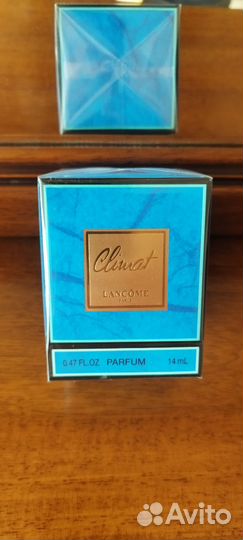 Climat
LANCÔME
PARIS
0.47 FL.OZ PARFUM 14 mL
Avito